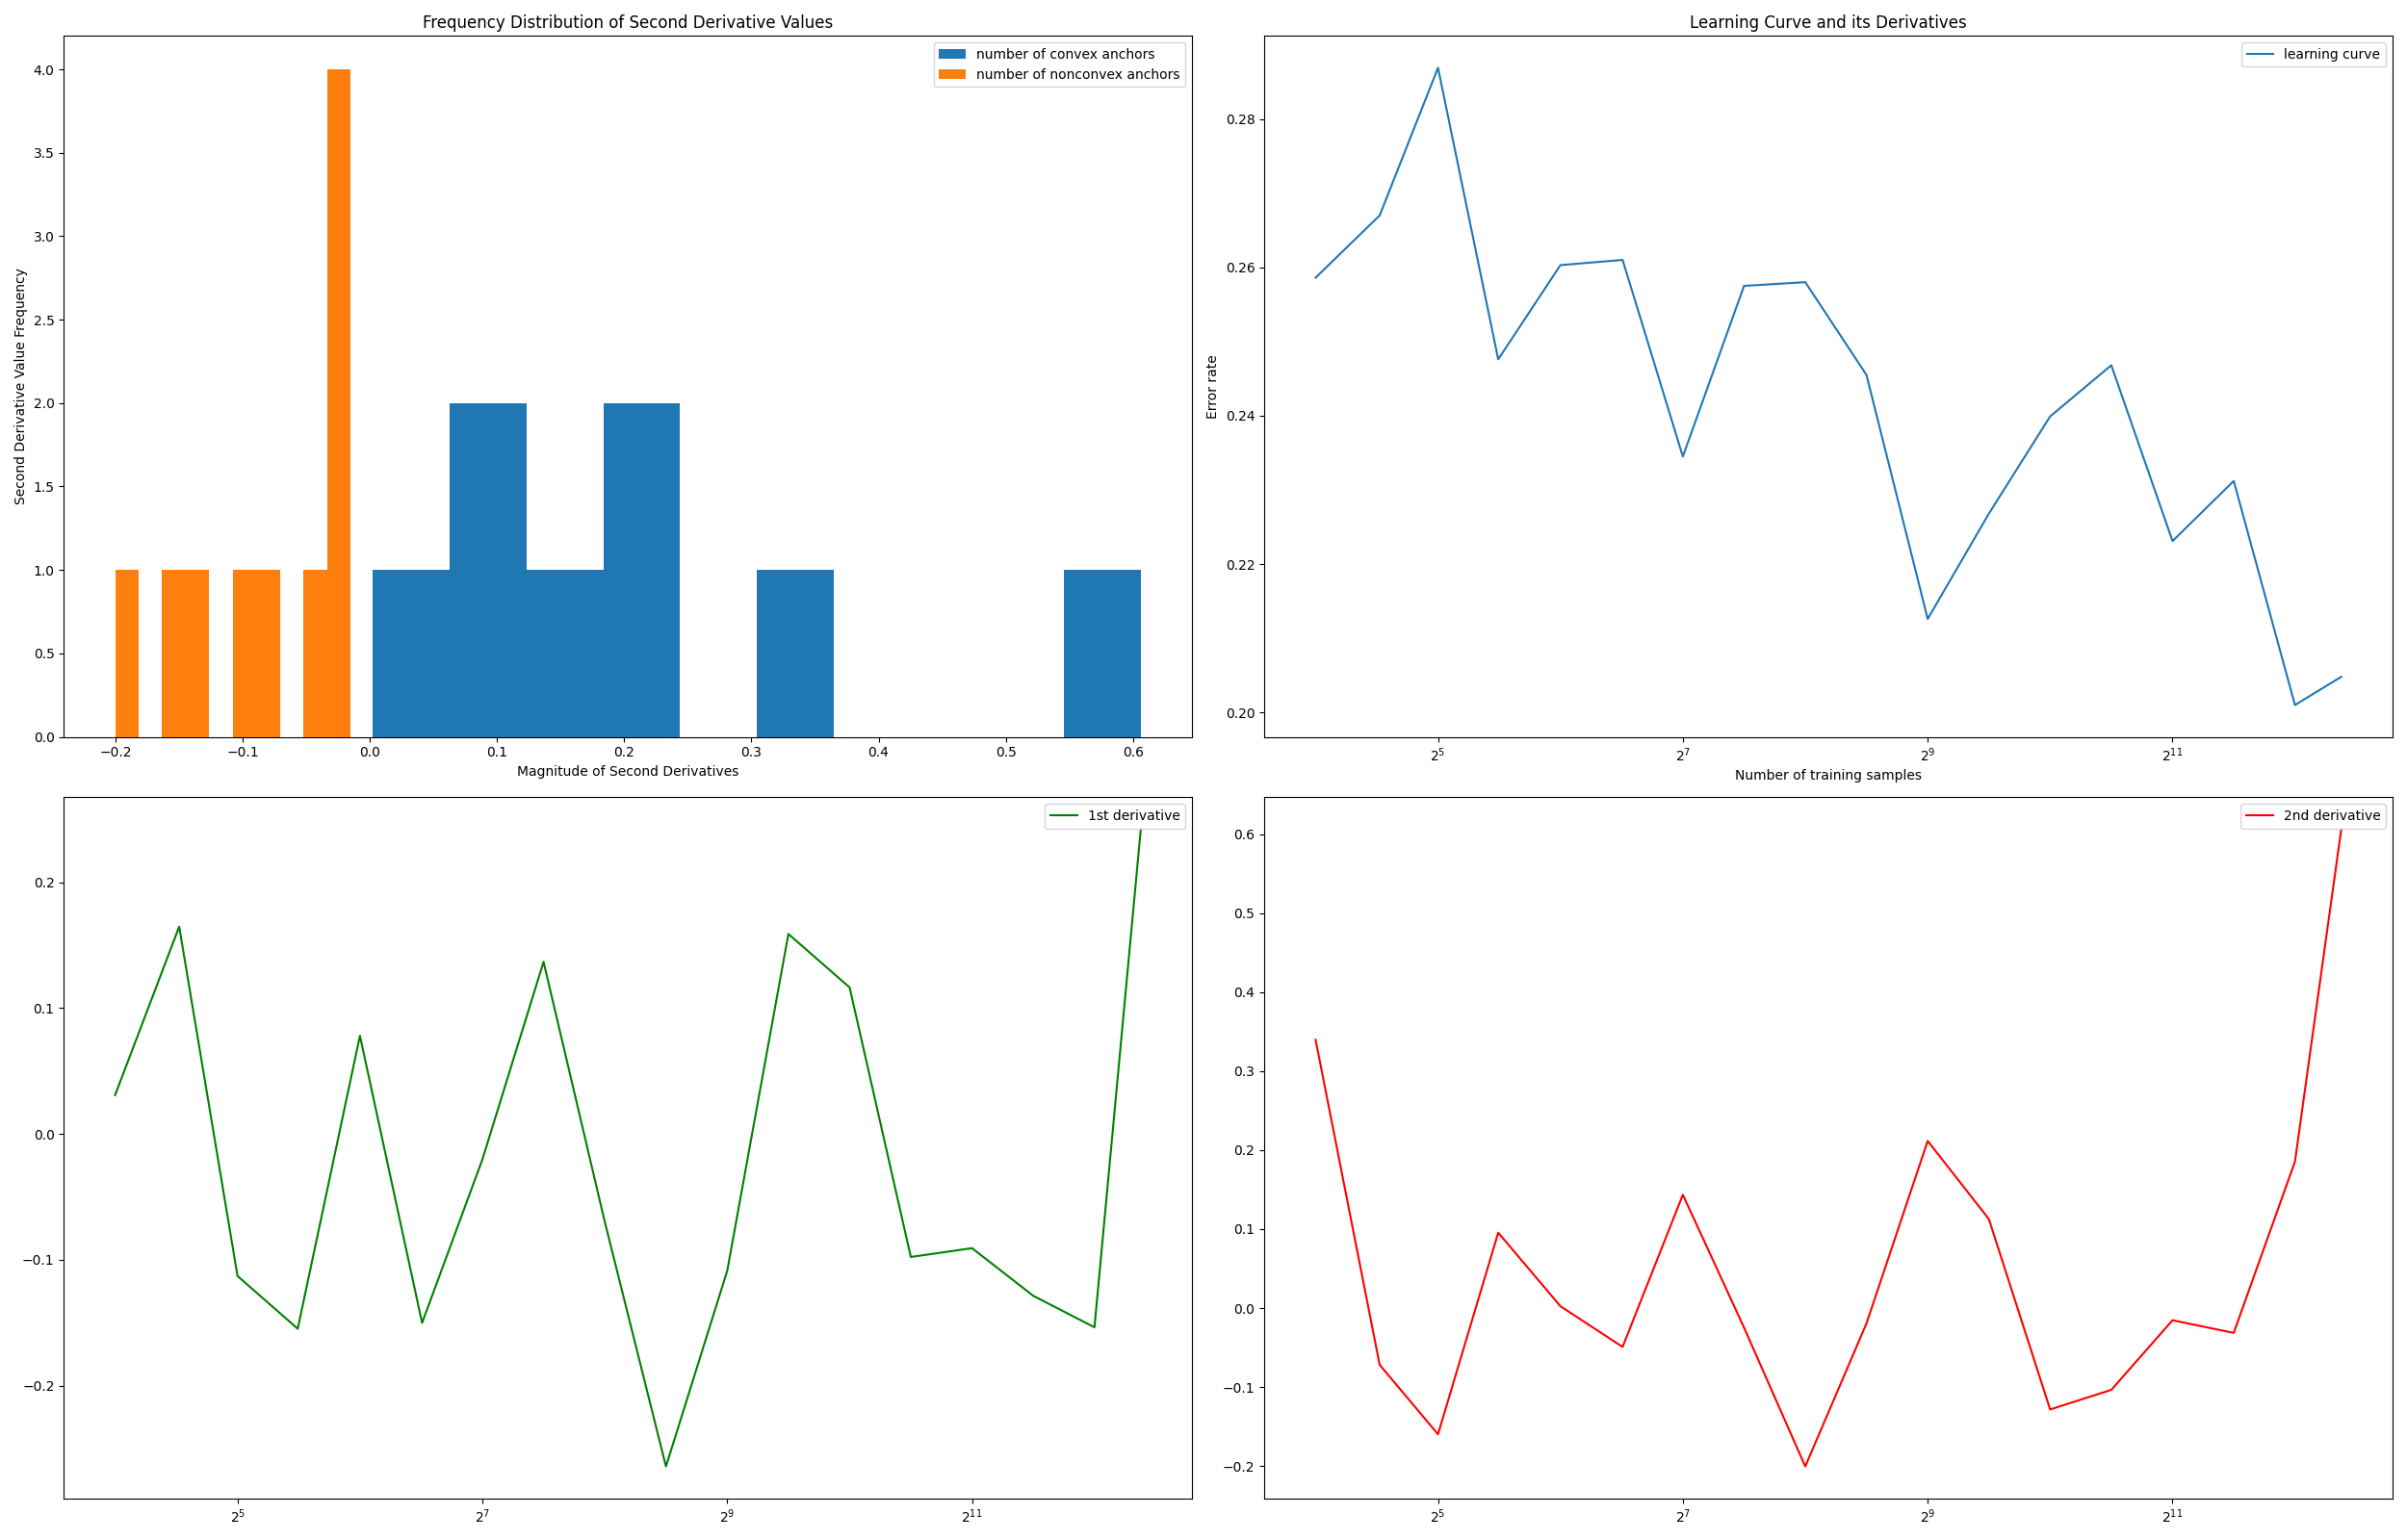 Frequency Distribution of Second Derivative Values
number of convex anchors
number of nonconvex anchors
Second Derivative Value Frequency
4.0
3.5
3.0
2.5
2.0
1.5
1.0
0.5
0.0
−0.2 −0.1 0.0 0.1 0.2 0.3 0.4 0.5 0.6
Magnitude of Second Derivatives
Learning Curve and its Derivatives
learning curve
Error rate
0.28
0.26
0.24
0.22
0.20
2^5 2^7 2^9 2^11
Number of training samples
1st derivative
0.2
0.1
0.0
−0.1
−0.2
2^5 2^7 2^9 2^11
2nd derivative
0.6
0.5
0.4
0.3
0.2
0.1
0.0
−0.1
−0.2
2^5 2^7 2^9 2^11